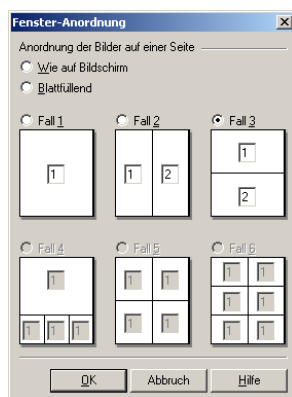 Fenster-Anordnung
Anordnung der Bilder auf einer Seite
Wie auf Bildschirm
Blattfüllend
Fall 1 Fall 2 Fall 3
1 1 2 1
2
Fall 4 Fall 5 Fall 6
1 1 1 1 1
1 1
1 1 1 1 1 1 1
OK Abbruch Hilfe